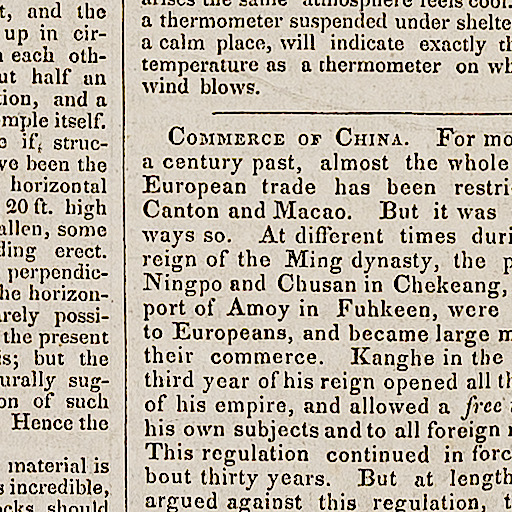 t, and the
up in cir-
each oth-
ut half an
tion, and a
mple itself.
e if, struc-
ve been the
horizontal
20 ft. high
allen, some
ding erect.
perpendic-
he horizon-
arely possi-
the present
is; but the
urally sug-
on of such
Hence the
material is
s incredible,
ocks should
arises the same atmosphere feels cool.
a thermometer suspended under shelte
a calm place, will indicate exactly th
temperature as a thermometer on wh
wind blows.
COMMERCE OF CHINA. For mo
a century past, almost the whole
European trade has been restri
Canton and Macao. But it was
ways so. At different times duri
reign of the Ming dynasty, the p
Ningpo and Chusan in Chekeang,
port of Amoy in Fuhkeen, were
to Europeans, and became large m
their commerce. Kanghe in the
third year of his reign opened all th
of his empire, and allowed a free
his own subjects and to all foreign
This regulation continued in forc
bout thirty years. But at length
argued against this regulation, t